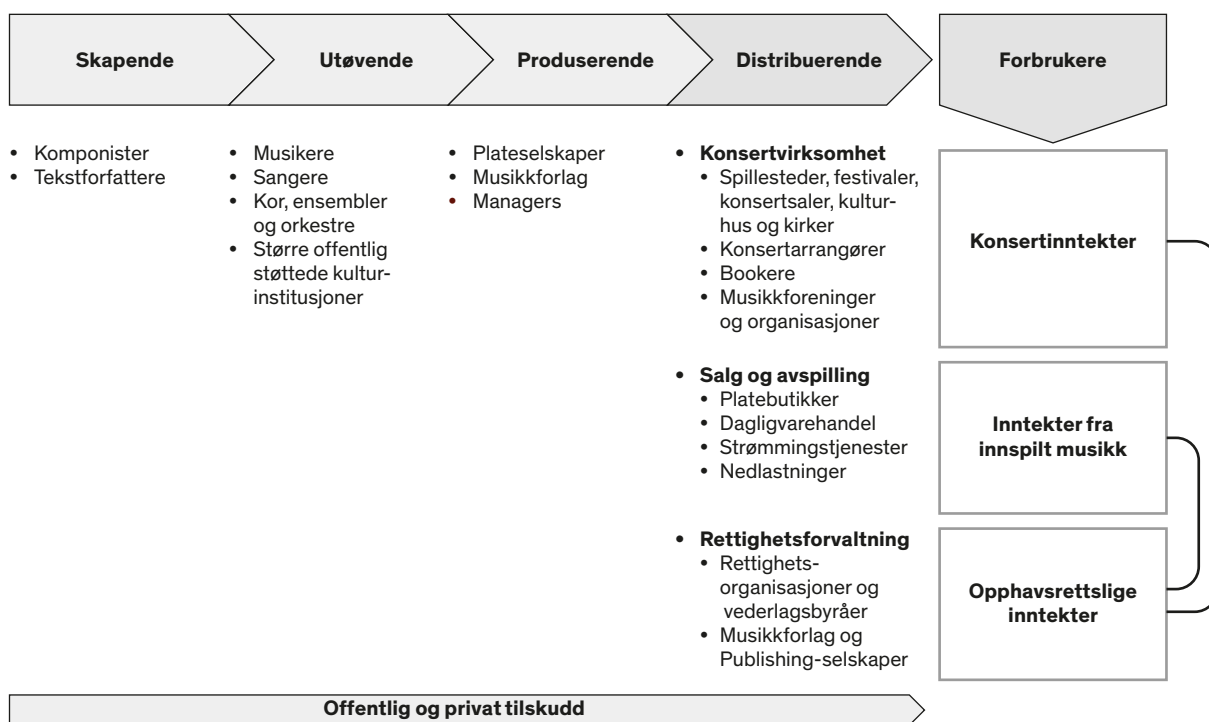 Skapende
Utøvende
Produserende
Distribuerende
Forbrukere
• Komponister
• Tekstforfattere
• Musikere
• Sangere
• Kor, ensembler
og orkestre
• Større offentlig
støttede kultur-
institusjoner
• Plateselskaper
• Musikkforlag
• Managers
• Konsertvirksomhet
• Spillesteder, festivaler,
konsertsaler, kultur-
hus og kirker
• Konsertarrangører
• Bookere
• Musikkforeninger
og organisasjoner
Konsertinntekter
• Salg og avspilling
• Platebutikker
• Dagligvarehandel
• Strømmingstjenester
• Nedlastninger
Inntekter fra
innspilt musikk
• Rettighetsforvaltning
• Rettighets-
organisasjoner og
vederlagsbyråer
• Musikkforlag og
Publishing-selskaper
Opphavsrettslige
inntekter
Offentlig og privat tilskudd